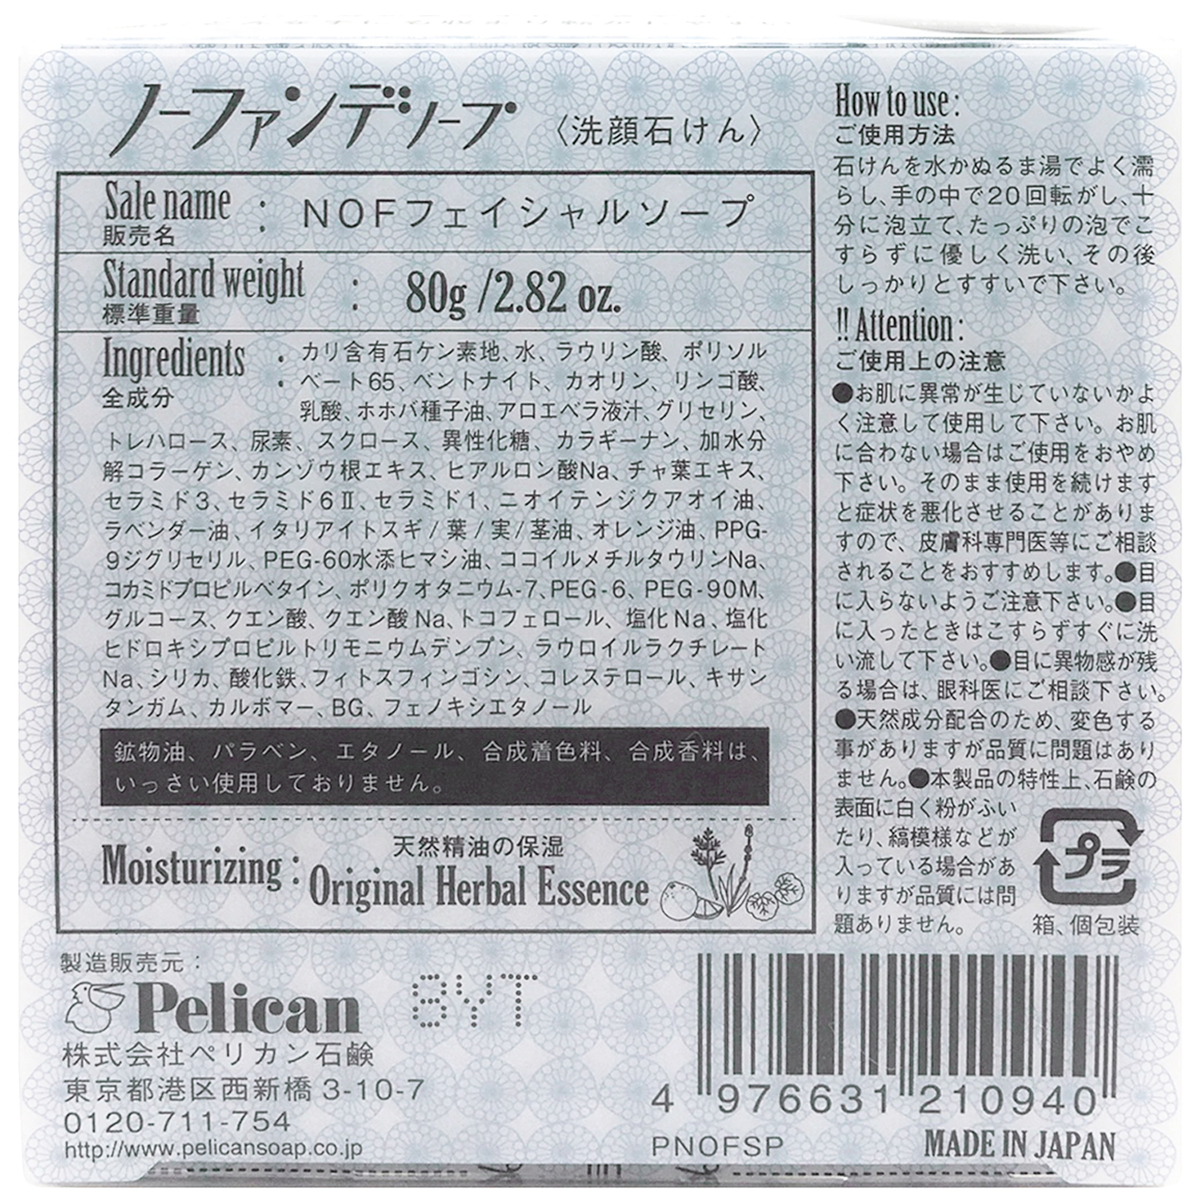 ノーファンデソープ 〈洗顔石けん〉
Sale name : NOFフェイシャルソープ
販売名
Standard weight : 80g /2.82 oz.
標準重量
Ingredients : カリ含有石ケン素地、水、ラウリン酸、ポリソル
全成分 ベート65、ベントナイト、カオリン、リンゴ酸、
乳酸、ホホバ種子油、アロエベラ液汁、グリセリン、
トレハロース、尿素、スクロース、異性化糖、カラギーナン、加水分
解コラーゲン、カンゾウ根エキス、ヒアルロン酸Na、チャ葉エキス、
セラミド3、セラミド6Ⅱ、セラミド1、ニオイテンジクアオイ油、
ラベンダー油、イタリアイトスギ/葉/実/茎油、オレンジ油、PPG-
9ジグリセリル、PEG-60水添ヒマシ油、ココイルメチルタウリンNa、
コカミドプロピルベタイン、ポリクオタニウム-7、PEG-6、PEG-90M、
グルコース、クエン酸、クエン酸Na、トコフェロール、塩化Na、塩化
ヒドロキシプロピルトリモニウムデンプン、ラウロイルラクチレート
Na、シリカ、酸化鉄、フィトスフィンゴシン、コレステロール、キサン
タンガム、カルボマー、BG、フェノキシエタノール
鉱物油、パラベン、エタノール、合成着色料、合成香料は、
いっさい使用しておりません。
天然精油の保湿
Moisturizing : Original Herbal Essence
製造販売元:
Pelican
8YT
株式会社ペリカン石鹸
東京都港区西新橋3-10-7
0120-711-754
http://www.pelicansoap.co.jp
How to use:
ご使用方法
石けんを水かぬるま湯でよく濡
らし、手の中で20回転がし、十
分に泡立て、たっぷりの泡でこ
すらずに優しく洗い、その後
しっかりとすすいで下さい。
!! Attention:
ご使用上の注意
●お肌に異常が生じていないかよ
く注意して使用して下さい。お肌
に合わない場合はご使用をおやめ
下さい。そのまま使用を続けます
と症状を悪化させることがありま
すので、皮膚科専門医等にご相談
されることをおすすめします。●目
に入らないようご注意下さい。●目
に入ったときはこすらずすぐに洗
い流して下さい。●目に異物感が残
る場合は、眼科医にご相談下さい。
●天然成分配合のため、変色する
事がありますが品質に問題はあり
ません。●本製品の特性上、石鹸の
表面に白く粉がふい
たり、縞模様などが
入っている場合があ
りますが品質には問
題ありません。
プラ
箱、個包装
4 976631 210940
PNOFSP
MADE IN JAPAN